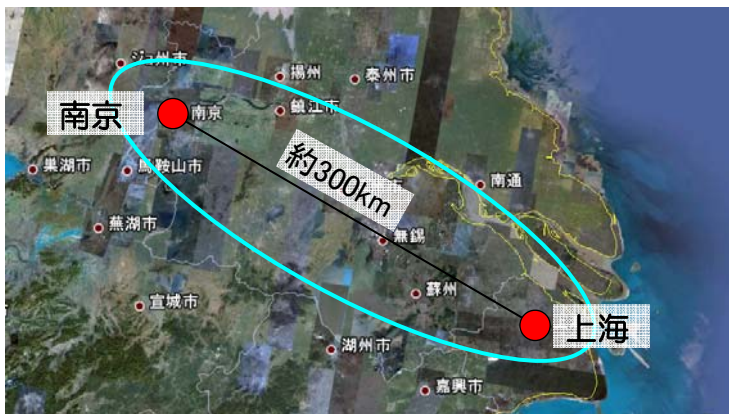 揚州
泰州市
南京
南京
鎮江市
巣湖市
馬鞍山市
約300km
南通
蕪湖市
無錫
蘇州
宣城市
上海
湖州市
嘉興市